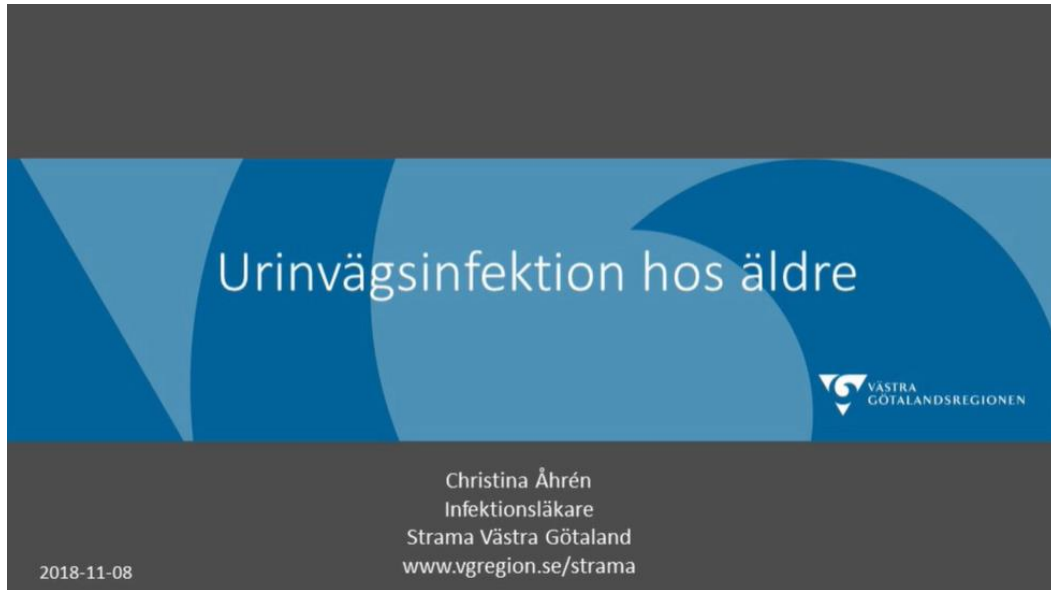 Urinvägsinfektion hos äldre
VÄSTRA
GÖTALANDSREGIONEN
Christina Åhrén
Infektionsläkare
Strama Västra Götaland
www.vgregion.se/strama
2018-11-08